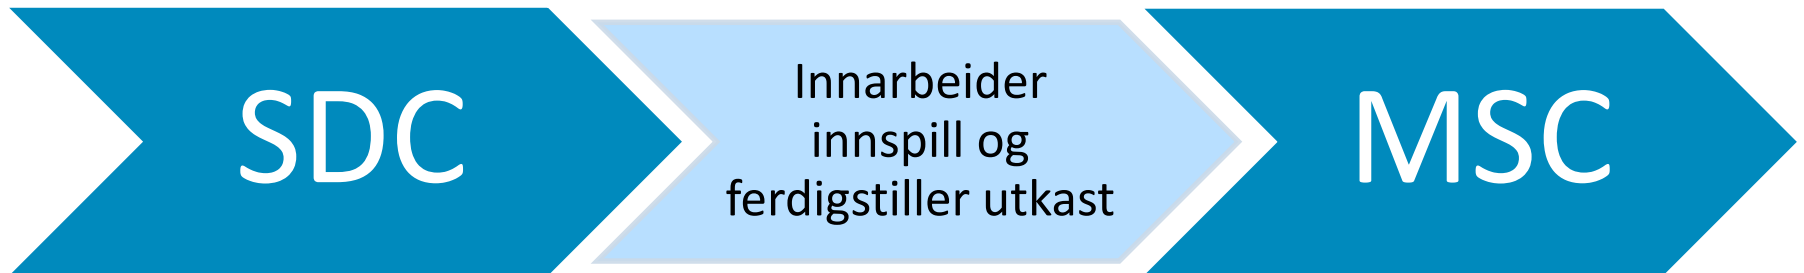 SDC
Innarbeider
innspill og
ferdigstiller utkast
MSC